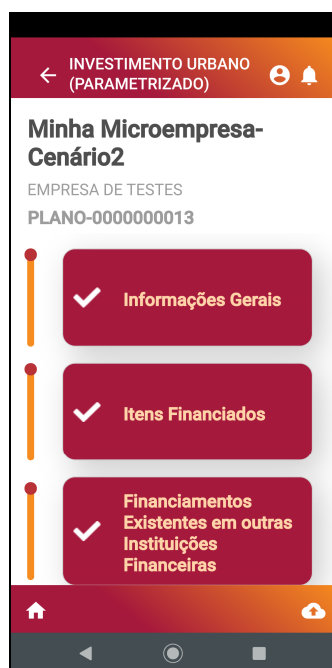 INVESTIMENTO URBANO
(PARAMETRIZADO)
Minha Microempresa-
Cenário2
EMPRESA DE TESTES
PLANO-0000000013
Informações Gerais
Itens Financiados
Financiamentos
Existentes em outras
Instituições
Financeiras